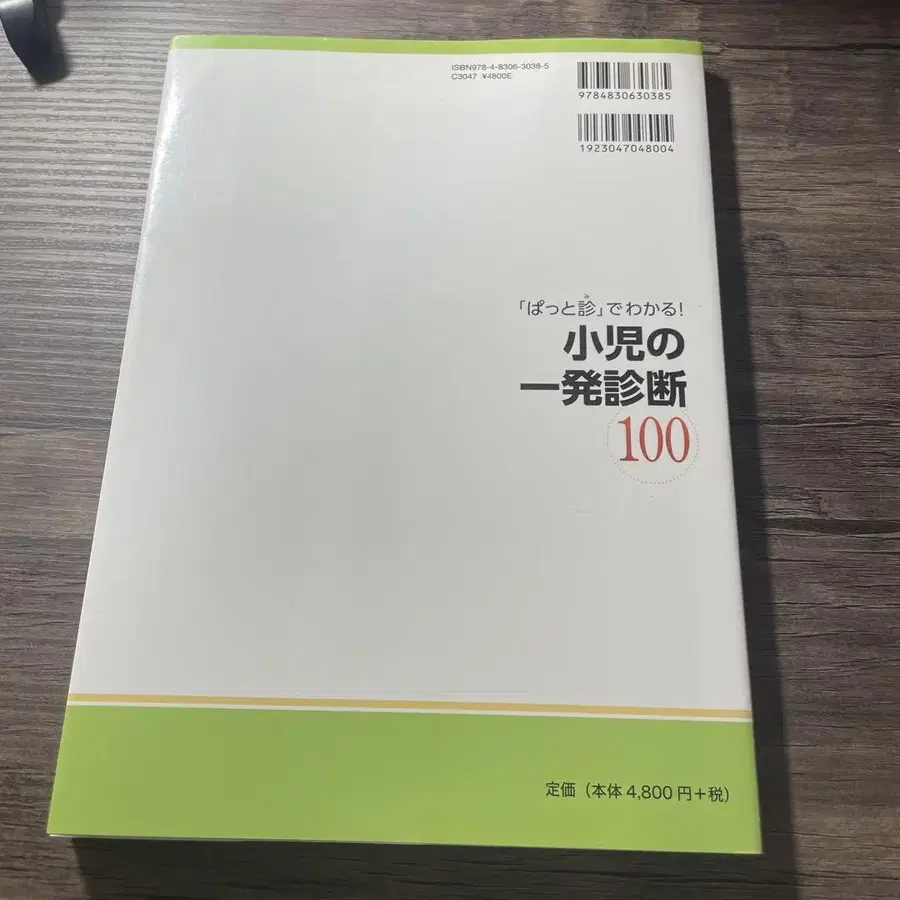 ISBN978-4-8306-3038-5
C3047 ¥4800E
9784830630385
1923047048004
「ぱっと診」でわかる!
み
小児の
一発診断
100
定価（本体 4,800 円＋税）